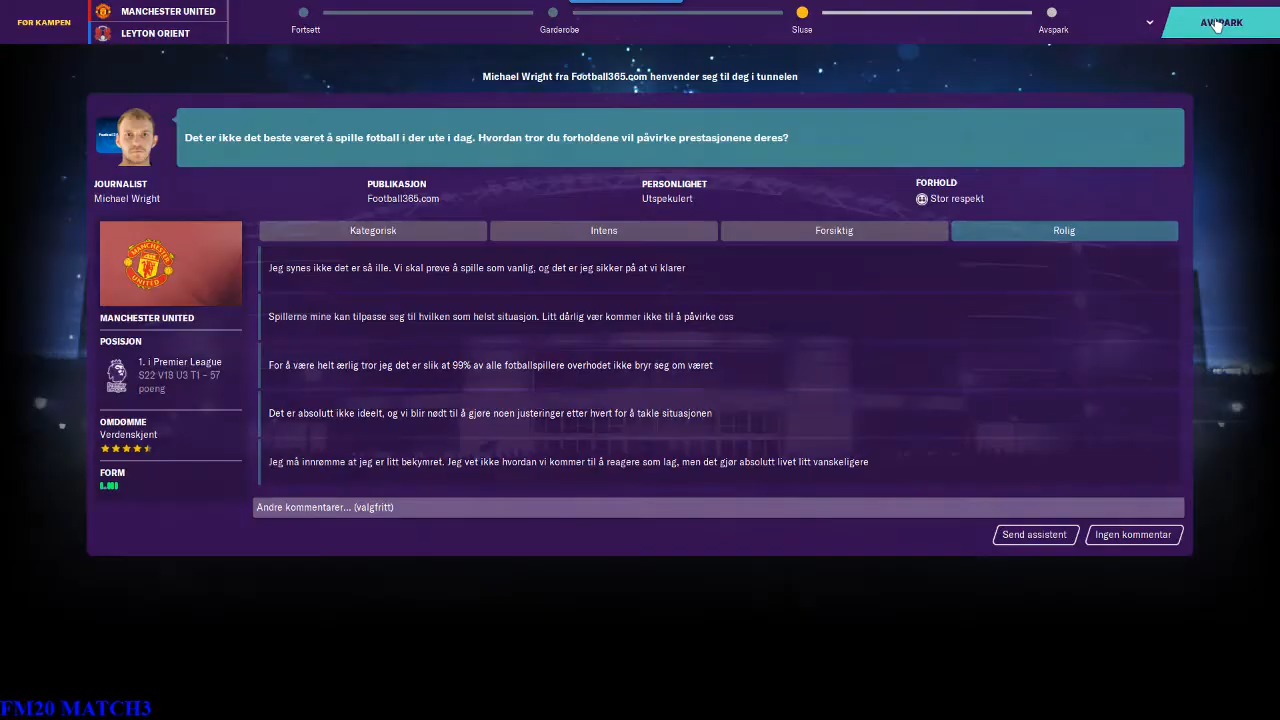 FØR KAMPEN
MANCHESTER UNITED
LEYTON ORIENT
Fortsett
Garderobe
Sluse
Avspark
AVSPARK
Michael Wright fra Football365.com henvender seg til deg i tunnelen
Det er ikke det beste været å spille fotball i der ute i dag. Hvordan tror du forholdene vil påvirke prestasjonene deres?
JOURNALIST
Michael Wright
PUBLIKASJON
Football365.com
PERSONLIGHET
Utspekulert
FORHOLD
Stor respekt
Kategorisk
Intens
Forsiktig
Rolig
Jeg synes ikke det er så ille. Vi skal prøve å spille som vanlig, og det er jeg sikker på at vi klarer
Spillerne mine kan tilpasse seg til hvilken som helst situasjon. Litt dårlig vær kommer ikke til å påvirke oss
For å være helt ærlig tror jeg det er slik at 99% av alle fotballspillere overhodet ikke bryr seg om været
Det er absolutt ikke ideelt, og vi blir nødt til å gjøre noen justeringer etter hvert for å takle situasjonen
Jeg må innrømme at jeg er litt bekymret. Jeg vet ikke hvordan vi kommer til å reagere som lag, men det gjør absolutt livet litt vanskeligere
MANCHESTER UNITED
POSISJON
1. i Premier League
S22 V18 U3 T1 - 57
poeng
OMDØMME
Verdenskjent
FORM
Andre kommentarer... (valgfritt)
Send assistent
Ingen kommentar
FM20 MATCH3